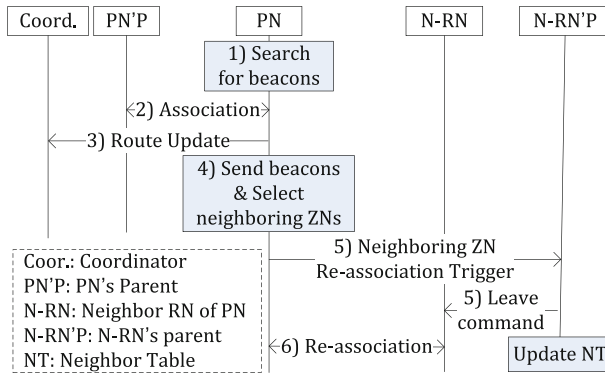 Coord. PN'P PN N-RN N-RN'P
1) Search
for beacons
2) Association
3) Route Update
4) Send beacons
& Select
neighboring ZNs
5) Neighboring ZN
Re-association Trigger
5) Leave
command
6) Re-association
Update NT
Coor.: Coordinator
PN'P: PN's Parent
N-RN: Neighbor RN of PN
N-RN'P: N-RN's parent
NT: Neighbor Table